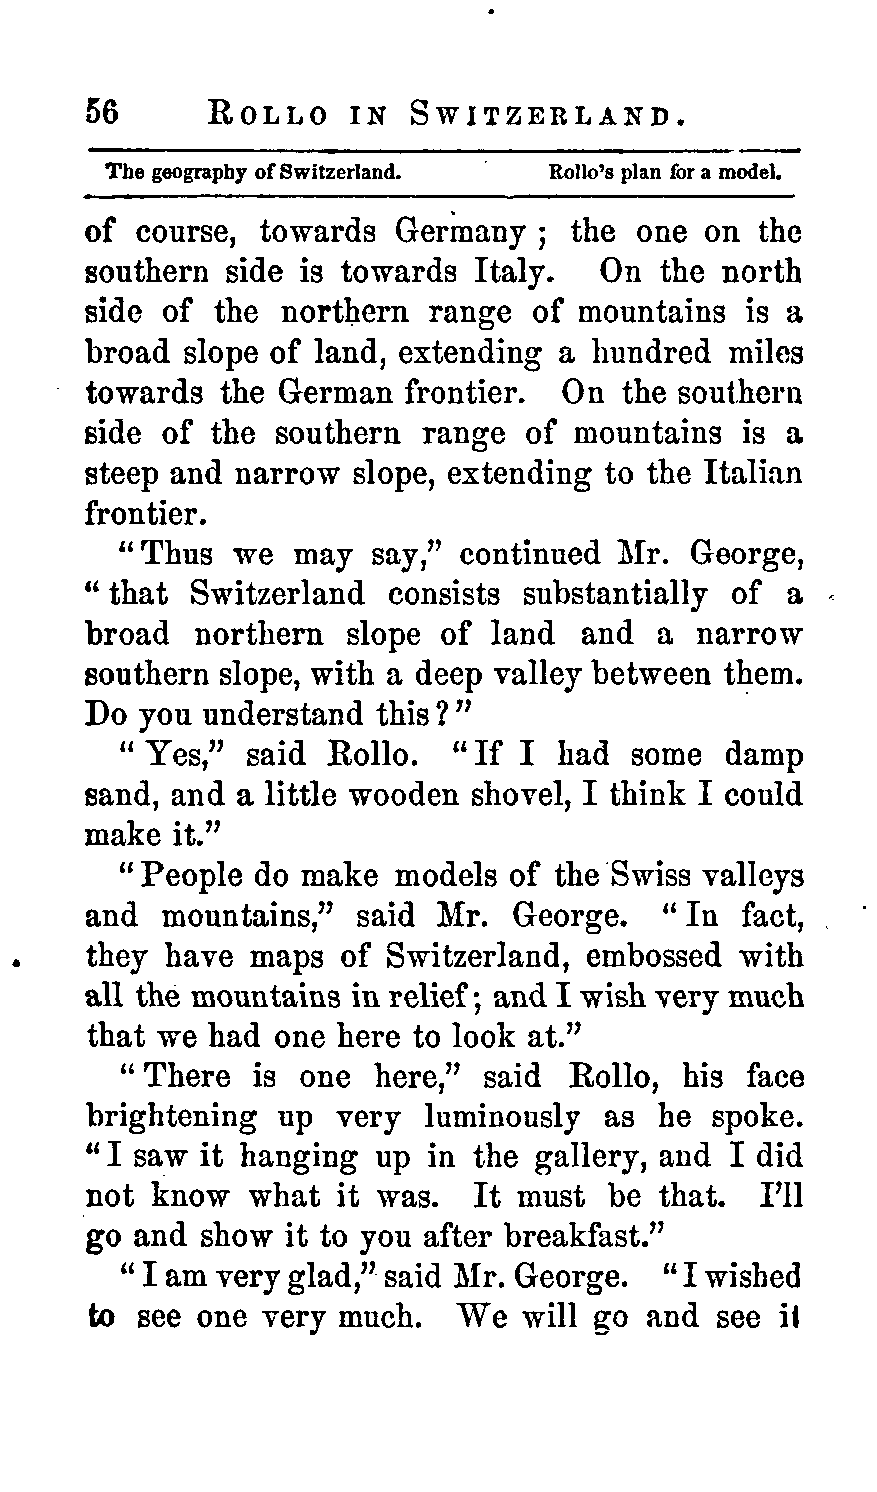 56 ROLLO IN SWITZERLAND.
The geography of Switzerland. Rollo's plan for a model.
of course, towards Germany ; the one on the
southern side is towards Italy. On the north
side of the northern range of mountains is a
broad slope of land, extending a hundred miles
towards the German frontier. On the southern
side of the southern range of mountains is a
steep and narrow slope, extending to the Italian
frontier.
"Thus we may say," continued Mr. George,
"that Switzerland consists substantially of a
broad northern slope of land and a narrow
southern slope, with a deep valley between them.
Do you understand this?"
"Yes," said Rollo. "If I had some damp
sand, and a little wooden shovel, I think I could
make it."
"People do make models of the Swiss valleys
and mountains," said Mr. George. "In fact,
they have maps of Switzerland, embossed with
all the mountains in relief; and I wish very much
that we had one here to look at."
"There is one here," said Rollo, his face
brightening up very luminously as he spoke.
"I saw it hanging up in the gallery, and I did
not know what it was. It must be that. I'll
go and show it to you after breakfast."
"I am very glad," said Mr. George. "I wished
to see one very much. We will go and see it